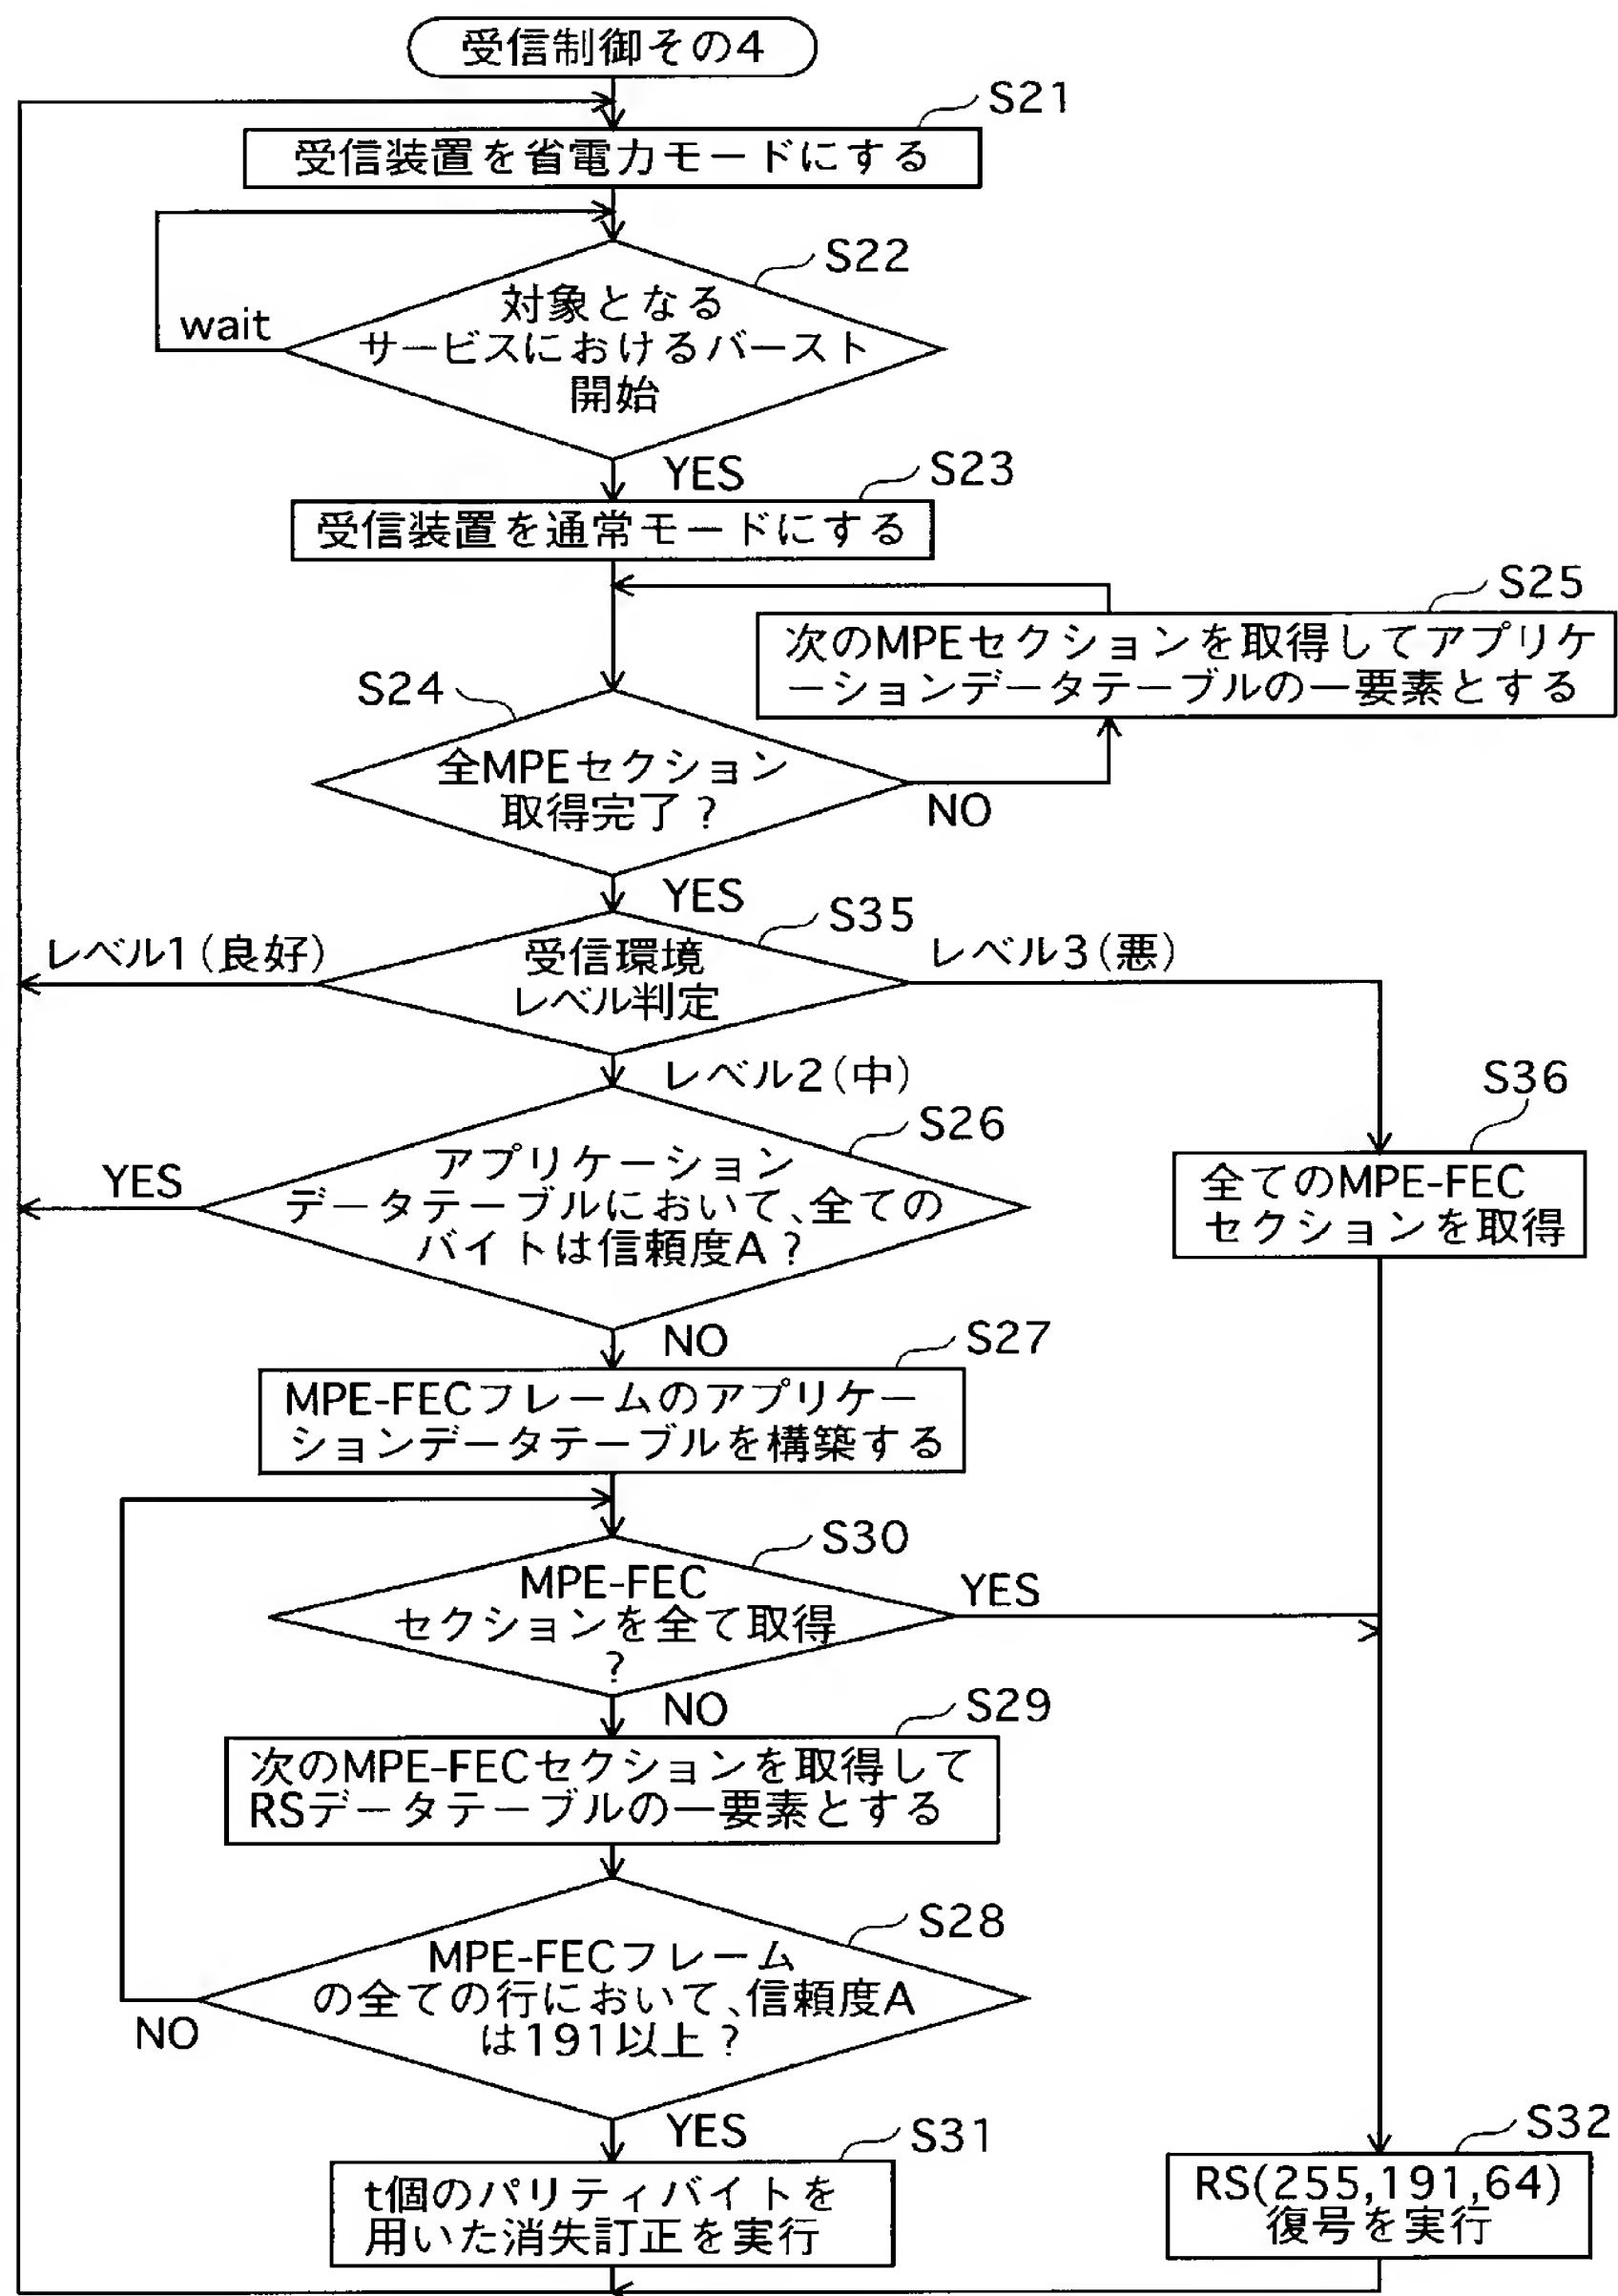 受信制御その4
S21
受信装置を省電力モードにする
S22
対象となる
サービスにおけるバースト
開始
wait
YES
S23
受信装置を通常モードにする
S25
次のMPEセクションを取得してアプリケ
ーションデータテーブルの一要素とする
S24
全MPEセクション
取得完了？
NO
YES
S35
レベル1（良好）
受信環境
レベル判定
レベル3（悪）
レベル2（中）
S36
全てのMPE-FEC
セクションを取得
S26
YES
アプリケーション
データテーブルにおいて、全ての
バイトは信頼度A？
NO
S27
MPE-FECフレームのアプリケー
ションデータテーブルを構築する
S30
MPE-FEC
セクションを全て取得
？
YES
NO
S29
次のMPE-FECセクションを取得して
RSデータテーブルの一要素とする
S28
MPE-FECフレーム
の全ての行において、信頼度A
は191以上？
NO
YES
S31
t個のパリティバイトを
用いた消失訂正を実行
S32
RS(255,191,64)
復号を実行